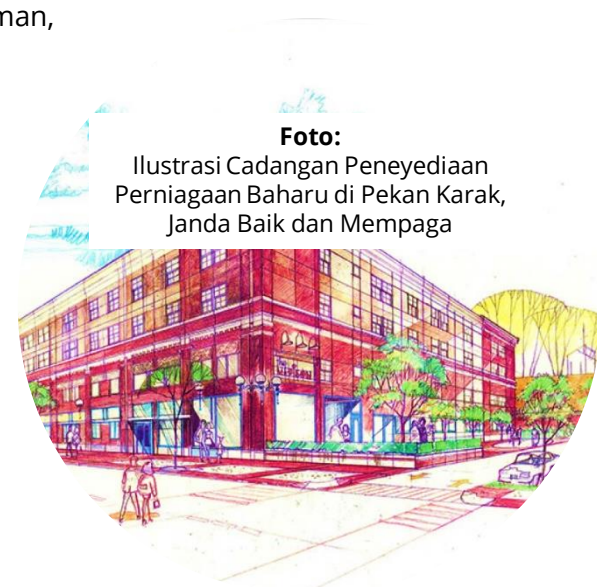 man,
Foto:
Ilustrasi Cadangan Peneyediaan
Perniagaan Baharu di Pekan Karak,
Janda Baik dan Mempaga